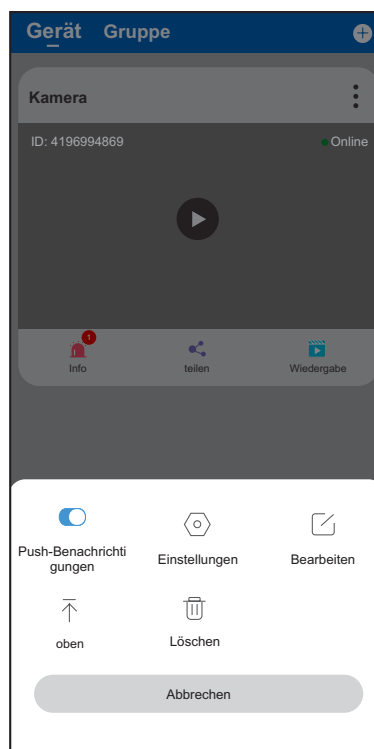 Gerät Gruppe
Kamera
ID: 4196994869 Online
1
Info teilen Wiedergabe
Push-Benachrichti
gungen
Einstellungen Bearbeiten
oben Löschen
Abbrechen